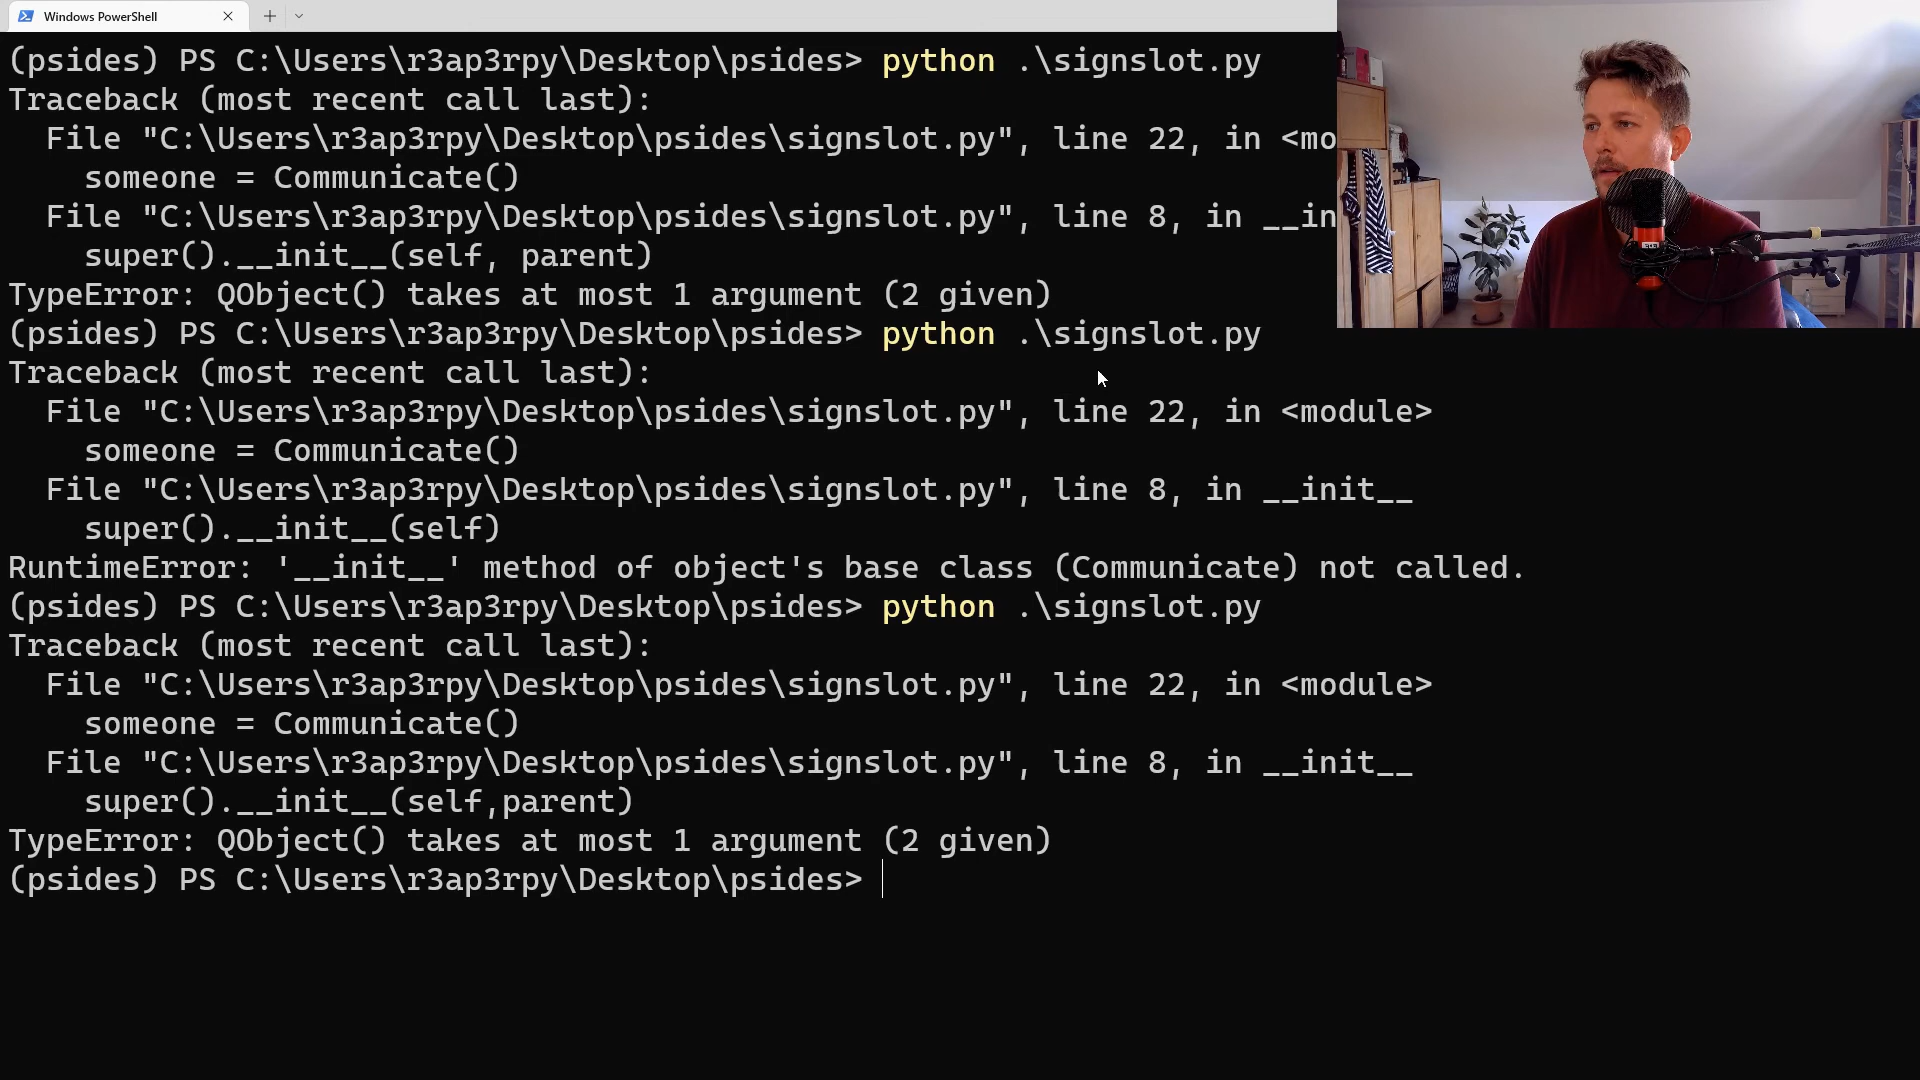 Windows PowerShell
(psides) PS C:\Users\r3ap3rpy\Desktop\psides> python .\signslot.py
Traceback (most recent call last):
File "C:\Users\r3ap3rpy\Desktop\psides\signslot.py", line 22, in <mo
someone = Communicate()
File "C:\Users\r3ap3rpy\Desktop\psides\signslot.py", line 8, in __in
super().__init__(self, parent)
TypeError: QObject() takes at most 1 argument (2 given)
(psides) PS C:\Users\r3ap3rpy\Desktop\psides> python .\signslot.py
Traceback (most recent call last):
File "C:\Users\r3ap3rpy\Desktop\psides\signslot.py", line 22, in <module>
someone = Communicate()
File "C:\Users\r3ap3rpy\Desktop\psides\signslot.py", line 8, in __init__
super().__init__(self)
RuntimeError: '__init__' method of object's base class (Communicate) not called.
(psides) PS C:\Users\r3ap3rpy\Desktop\psides> python .\signslot.py
Traceback (most recent call last):
File "C:\Users\r3ap3rpy\Desktop\psides\signslot.py", line 22, in <module>
someone = Communicate()
File "C:\Users\r3ap3rpy\Desktop\psides\signslot.py", line 8, in __init__
super().__init__(self,parent)
TypeError: QObject() takes at most 1 argument (2 given)
(psides) PS C:\Users\r3ap3rpy\Desktop\psides>